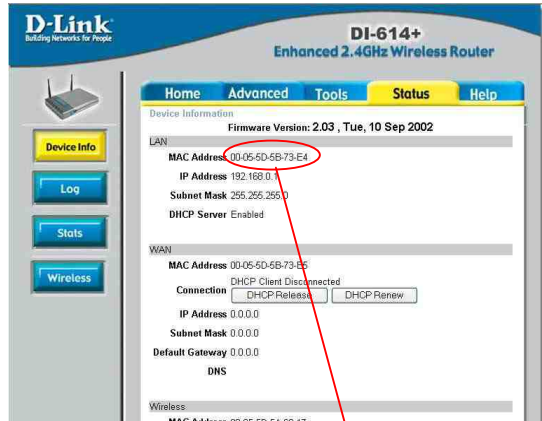 D-Link
Building Networks for People
DI-614+
Enhanced 2.4GHz Wireless Router
Home Advanced Tools Status Help
Device Information
Firmware Version: 2.03 , Tue, 10 Sep 2002
Device Info
Log
Stats
Wireless
LAN
MAC Address 00-05-5D-5B-73-E4
IP Address 192.168.0.1
Subnet Mask 255.255.255.0
DHCP Server Enabled
WAN
MAC Address 00-05-5D-5B-73-E5
Connection DHCP Client Disconnected
DHCP Release DHCP Renew
IP Address 0.0.0.0
Subnet Mask 0.0.0.0
Default Gateway 0.0.0.0
DNS
Wireless
MAC Address